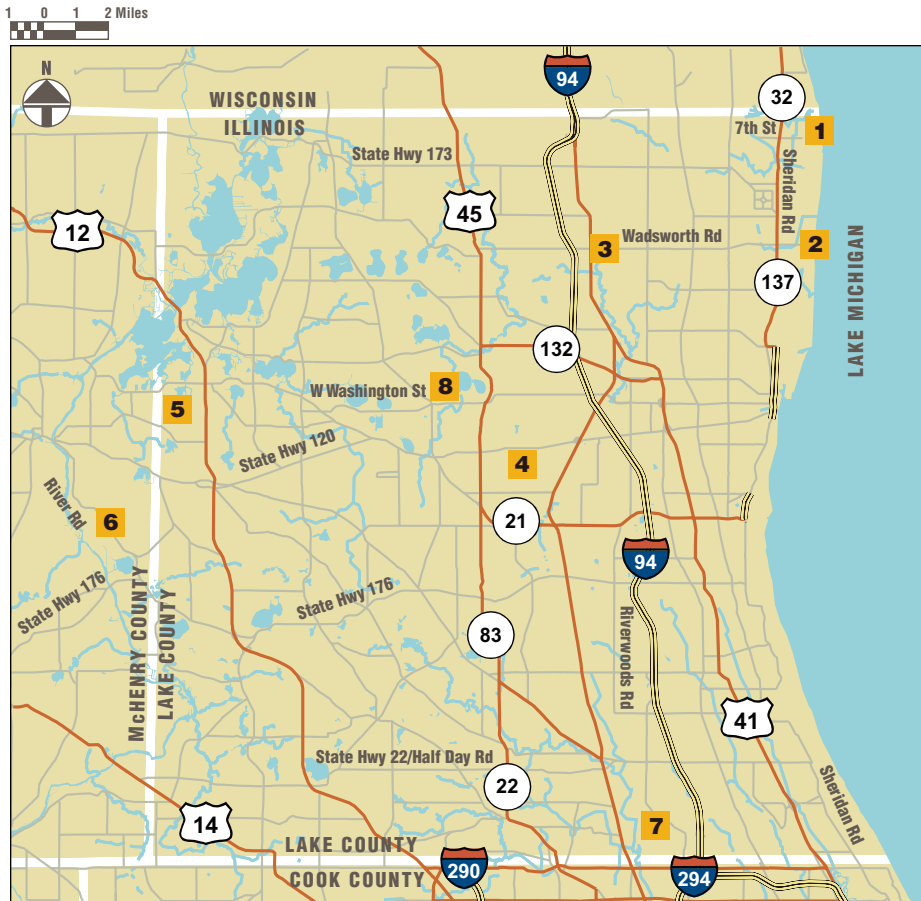 1 0 1 2 Miles
N
94
WISCONSIN
ILLINOIS
32
7th St
1
State Hwy 173
Sheridan Rd
12
45
Wadsworth Rd
3
2
137
LAKE MICHIGAN
132
W Washington St
8
5
State Hwy 120
4
River Rd
6
21
94
State Hwy 176
State Hwy 176
McHENRY COUNTY
LAKE COUNTY
83
Riverwoods Rd
41
State Hwy 22/Half Day Rd
22
Sheridan Rd
14
7
LAKE COUNTY
COOK COUNTY
290
294